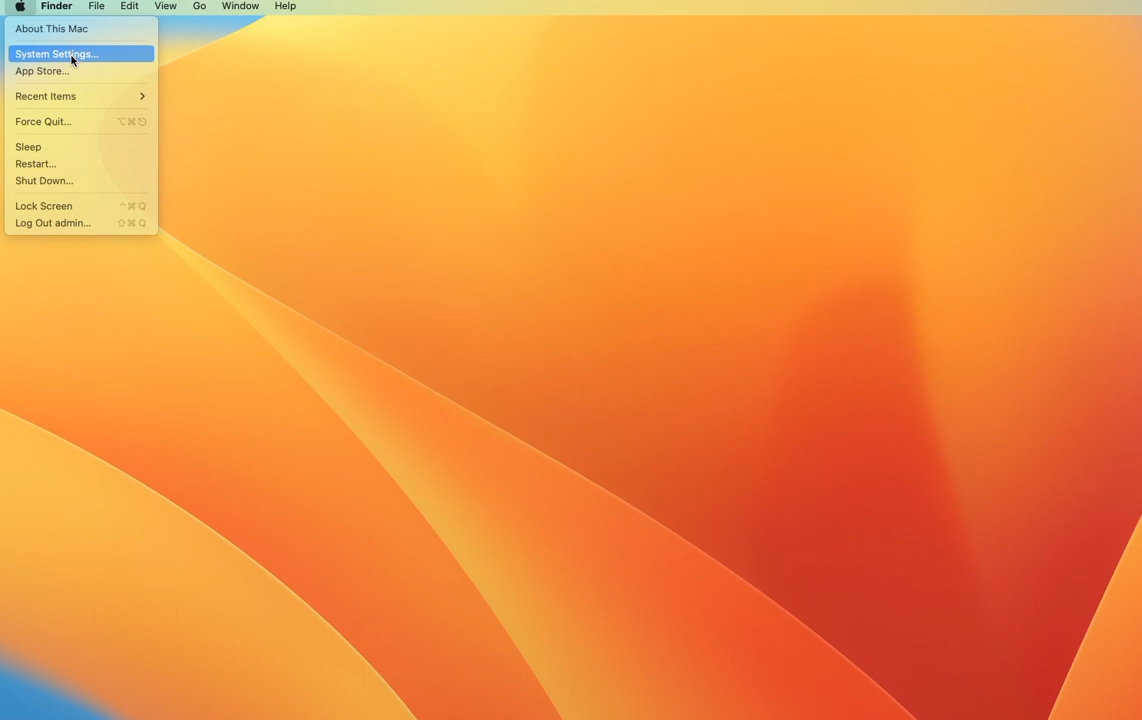 Finder File Edit View Go Window Help
About This Mac
System Settings...
App Store...
Recent Items
Force Quit... ⌥⌘⎋
Sleep
Restart...
Shut Down...
Lock Screen ^⌘Q
Log Out admin... ⇧⌘Q